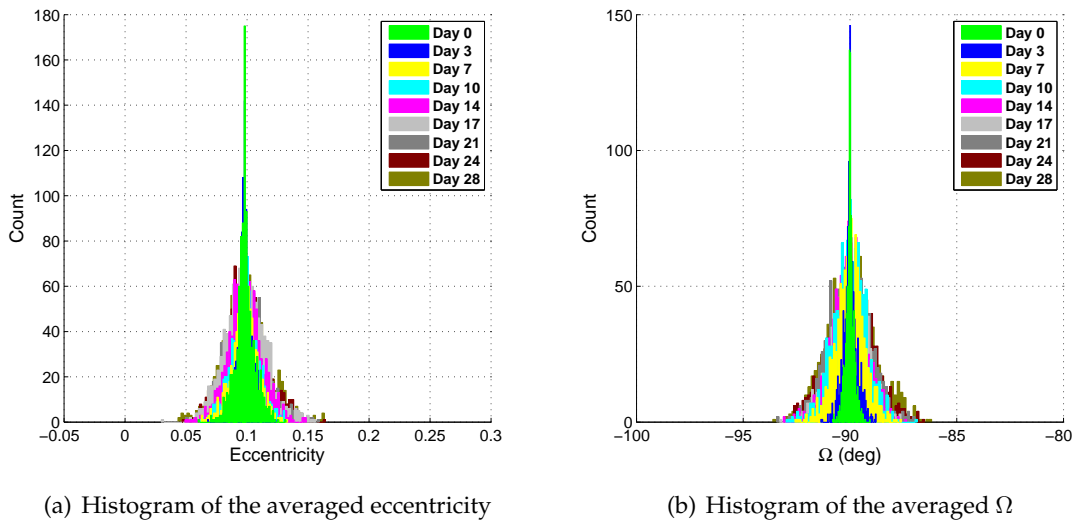 180
160
140
120
100
80
60
40
20
0
Count
−0.05 0 0.05 0.1 0.15 0.2 0.25 0.3
Eccentricity
Day 0
Day 3
Day 7
Day 10
Day 14
Day 17
Day 21
Day 24
Day 28
(a) Histogram of the averaged eccentricity
150
100
50
0
Count
−100 −95 −90 −85 −80
Ω (deg)
Day 0
Day 3
Day 7
Day 10
Day 14
Day 17
Day 21
Day 24
Day 28
(b) Histogram of the averaged Ω